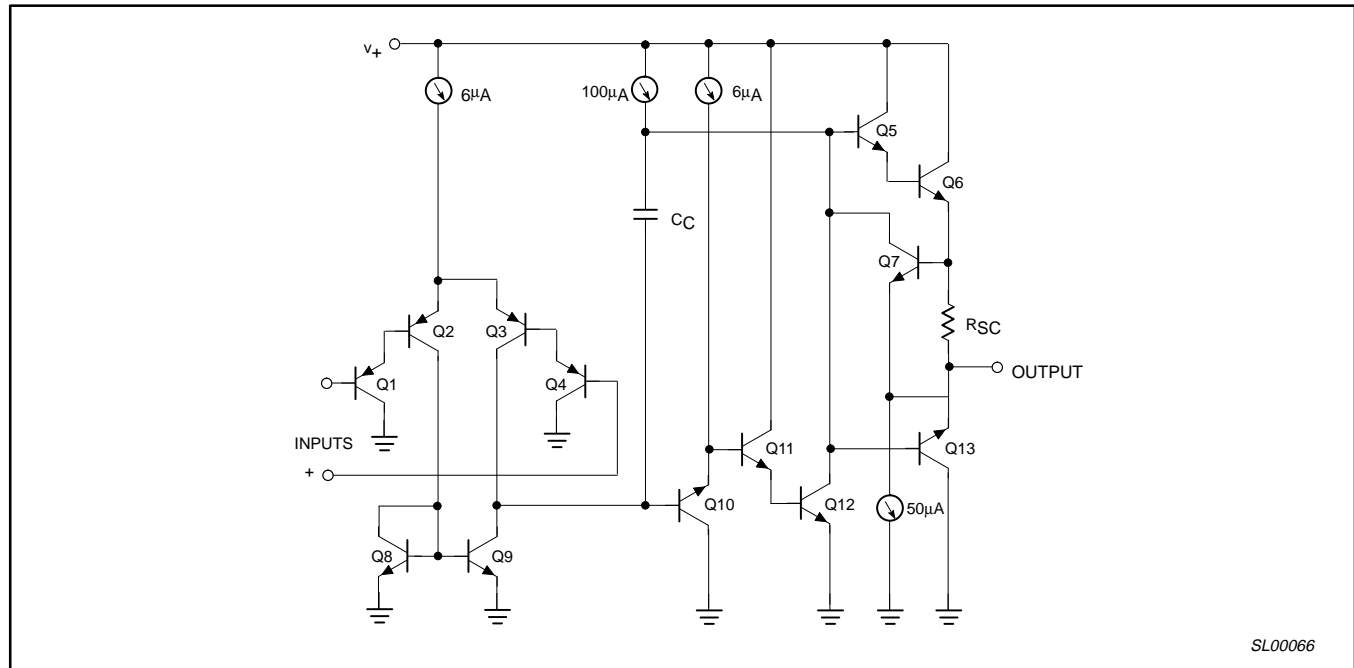 V+
6μA
100μA
6μA
Q5
Q6
CC
Q7
Q2
Q3
RSC
Q1
Q4
OUTPUT
INPUTS
Q11
Q13
+
Q10
Q12
50μA
Q8
Q9
SL00066